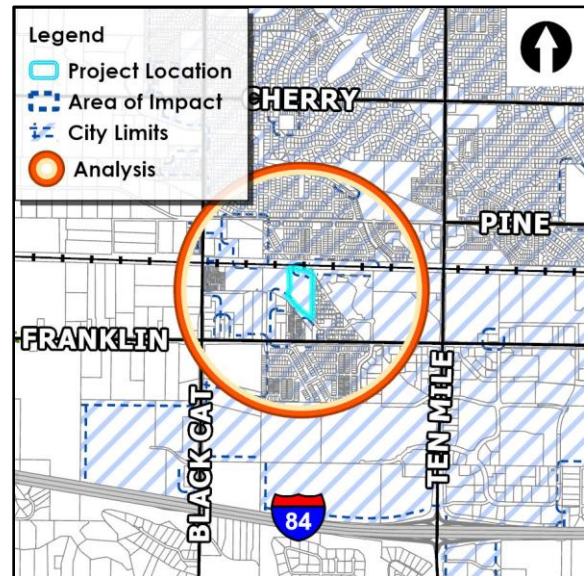 Legend
Project Location
Area of Impact
City Limits
Analysis
CHERRY
PINE
FRANKLIN
BLACK CAT
TEN MILE
84